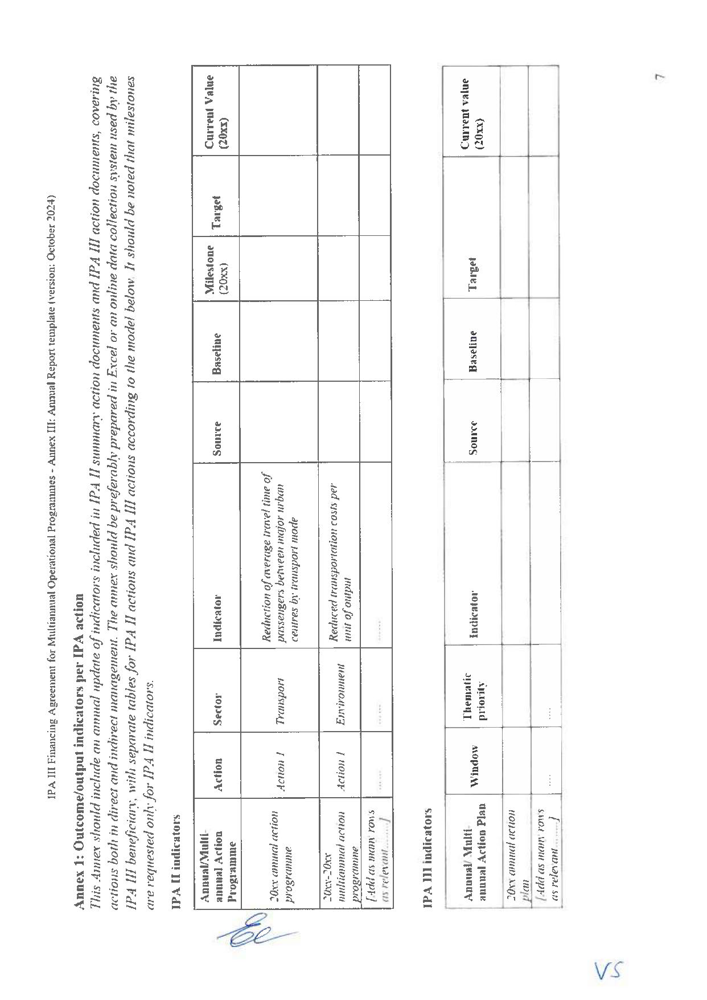 IPA III Financing Agreement for Multiannual Operational Programmes - Annex III: Annual Report template (version: October 2024)
Annex 1: Outcome/output indicators per IPA action
This Annex should include an annual update of indicators included in IPA II summary action documents and IPA III action documents, covering
actions both in direct and indirect management. The annex should be preferably prepared in Excel or an online data collection system used by the
IPA III beneficiary, with separate tables for IPA II actions and IPA III actions according to the model below. It should be noted that milestones
are requested only for IPA II indicators.
IPA II indicators
Annual/Multi-
annual Action
Programme
Action
Sector
Indicator
Source
Baseline
Milestone
(20xx)
Target
Current Value
(20xx)
20xx annual action
programme
Action 1
Transport
Reduction of average travel time of
passengers between major urban
centres by transport mode
20xx-20xx
multiannual action
programme
Action 1
Environment
Reduced transportation costs per
unit of output
[Add as many rows
as relevant.........]
......
......
......
IPA III indicators
Annual/ Multi-
annual Action Plan
Window
Thematic
priority
Indicator
Source
Baseline
Target
Current value
(20xx)
20xx annual action
plan
[Add as many rows
as relevant.........]
....
....
7
VS